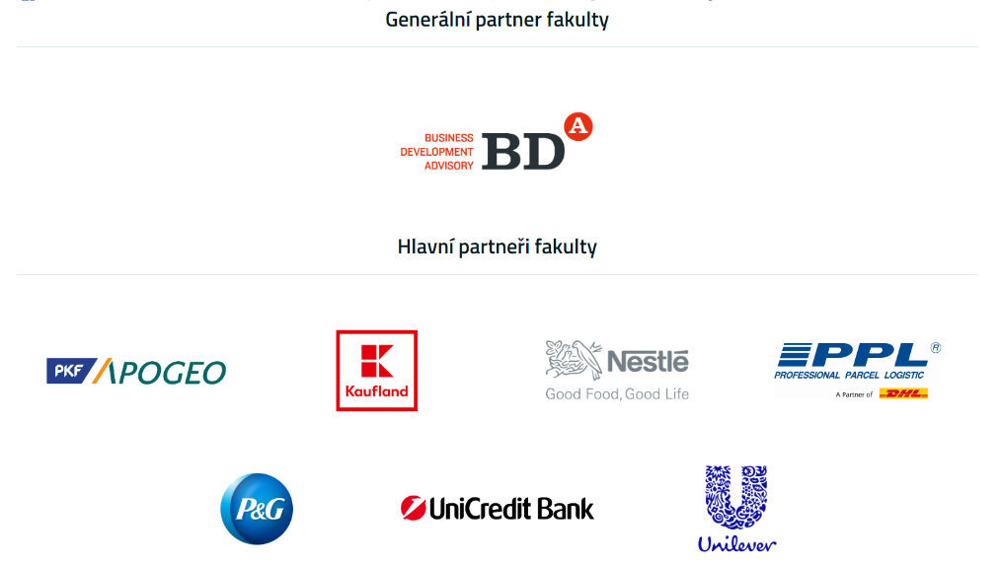 Generální partner fakulty
BUSINESS
DEVELOPMENT
ADVISORY
BD
A
Hlavní partneři fakulty
PKF APOGEO
Kaufland
Nestlé
Good Food, Good Life
PPL ®
PROFESSIONAL PARCEL LOGISTIC
A Partner of DHL
P&G
UniCredit Bank
Unilever